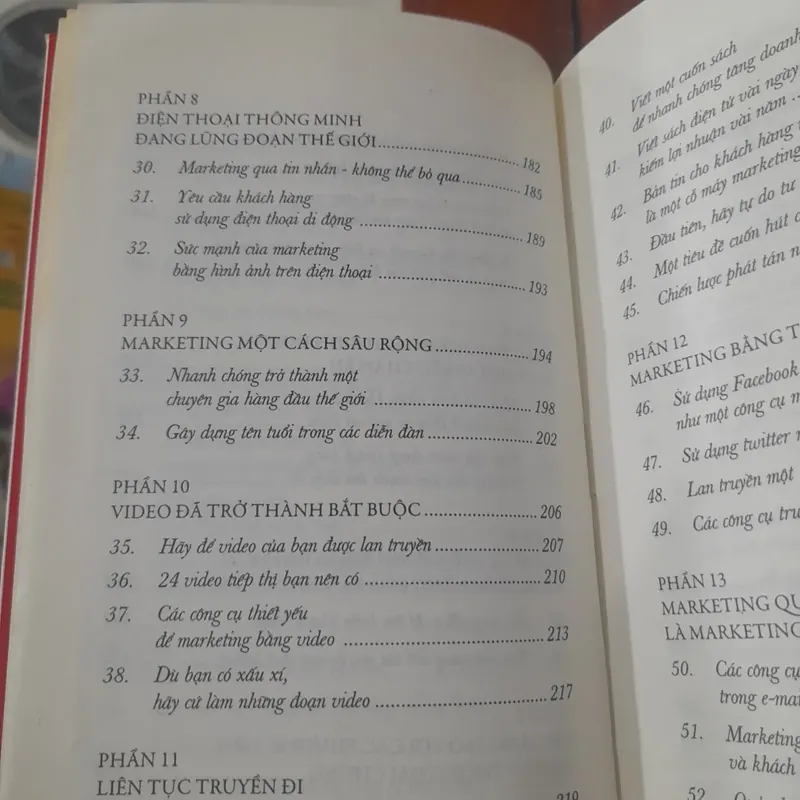 PHẦN 8
ĐIỆN THOẠI THÔNG MINH
ĐANG LŨNG ĐOẠN THẾ GIỚI.....182
30. Marketing qua tin nhắn - không thể bỏ qua.....185
31. Yêu cầu khách hàng
sử dụng điện thoại di động.....189
32. Sức mạnh của marketing
bằng hình ảnh trên điện thoại.....193
PHẦN 9
MARKETING MỘT CÁCH SÂU RỘNG.....194
33. Nhanh chóng trở thành một
chuyên gia hàng đầu thế giới.....198
34. Gây dựng tên tuổi trong các diễn đàn.....202
PHẦN 10
VIDEO ĐÃ TRỞ THÀNH BẮT BUỘC.....206
35. Hãy để video của bạn được lan truyền.....207
36. 24 video tiếp thị bạn nên có.....210
37. Các công cụ thiết yếu
để marketing bằng video.....213
38. Dù bạn có xấu xí,
hãy cứ làm những đoạn video.....217
PHẦN 11
LIÊN TỤC TRUYỀN ĐI
40. Viết một cuốn sách
để nhanh chóng tăng doanh
41. Viết sách điện tử vài ngày
kiếm lợi nhuận vài năm ...
42. Bản tin cho khách hàng
là một cỗ máy marketing
43. Đầu tiên, hãy tự do tư
44. Một tiêu đề cuốn hút
45. Chiến lược phát tán
PHẦN 12
MARKETING BẰNG
46. Sử dụng Facebook
như một công cụ
47. Sử dụng twitter
48. Lan truyền một
49. Các công cụ
PHẦN 13
MARKETING
LÀ MARKETING
50. Các công cụ
trong
51. Marketing
và khách
52.